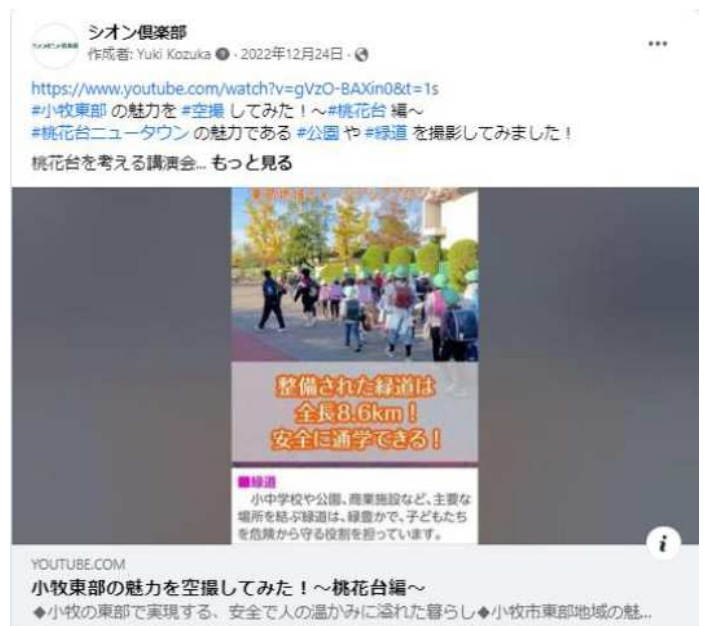 シオン倶楽部
作成者: Yuki Kozuka · 2022年12月24日 ·
https://www.youtube.com/watch?v=gVzO-BAXin0&t=1s
#小牧東部 の魅力を #空撮 してみた！～#桃花台 編～
#桃花台ニュータウン の魅力である #公園 や #緑道 を撮影してみました！
桃花台を考える講演会... もっと見る
整備された緑道は
全長8.6km！
安全に通学できる！
■緑道
小中学校や公園、商業施設など、主要な
場所を結ぶ緑道は、緑豊かで、子どもたち
を危険から守る役割を担っています。
YOUTUBE.COM
小牧東部の魅力を空撮してみた！～桃花台編～
◆小牧の東部で実現する、安全で人の温かみに溢れた暮らし◆小牧市東部地域の魅...